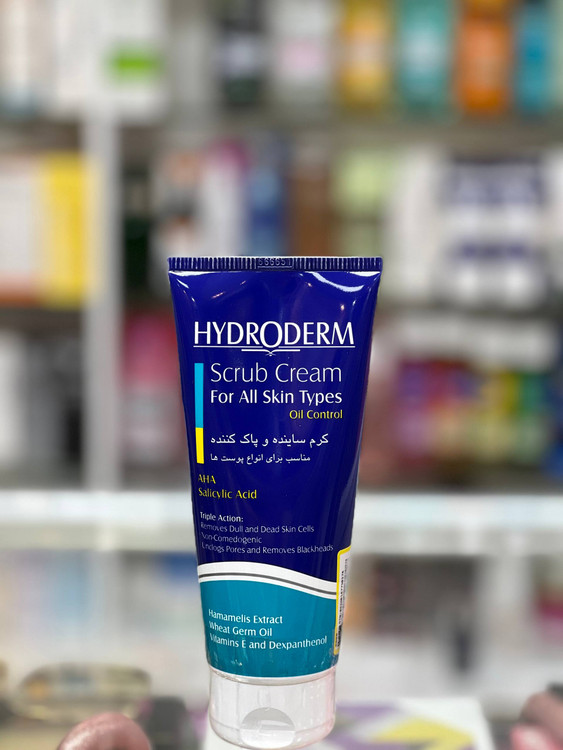 HYDRODERM
Scrub Cream
For All Skin Types
Oil Control
کرم ساینده و پاک کننده
مناسب برای انواع پوست ها
AHA
Salicylic Acid
Triple Action:
Removes Dull and Dead Skin Cells
Non-Comedogenic
Unclogs Pores and Removes Blackheads
Hamamelis Extract
Wheat Germ Oil
Vitamins E and Dexpanthenol